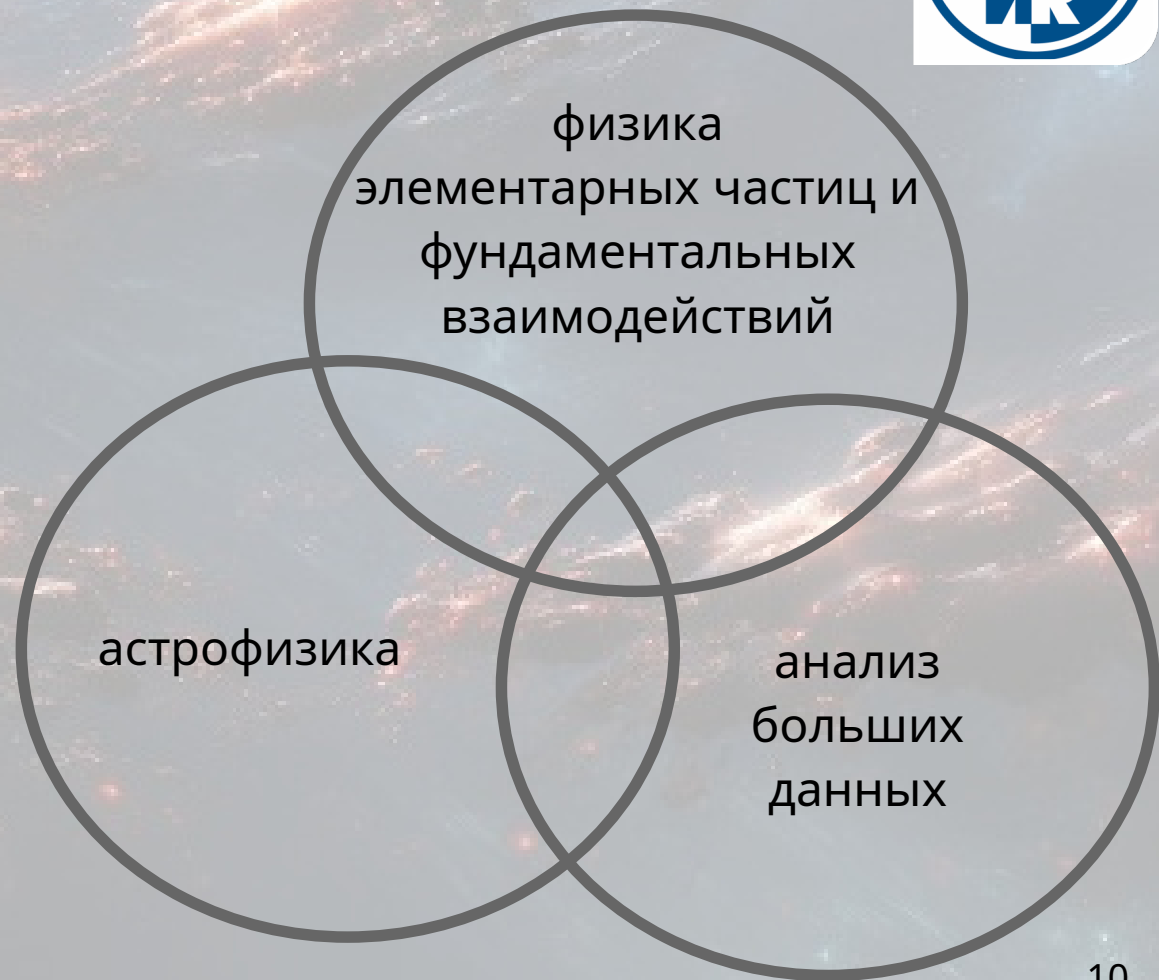 физика
элементарных частиц и
фундаментальных
взаимодействий
астрофизика
анализ
больших
данных
10